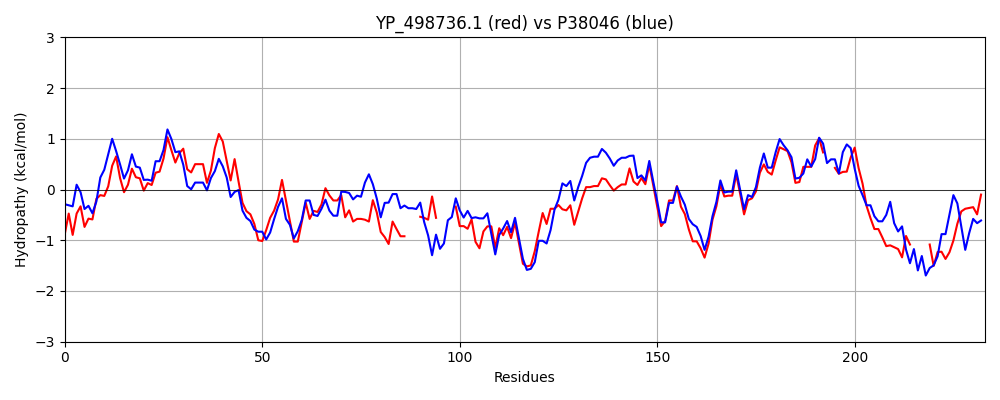 YP_498736.1 (red) vs P38046 (blue)
3
2
1
0
−1
−2
−3
Hydropathy (kcal/mol)
0 50 100 150 200
Residues